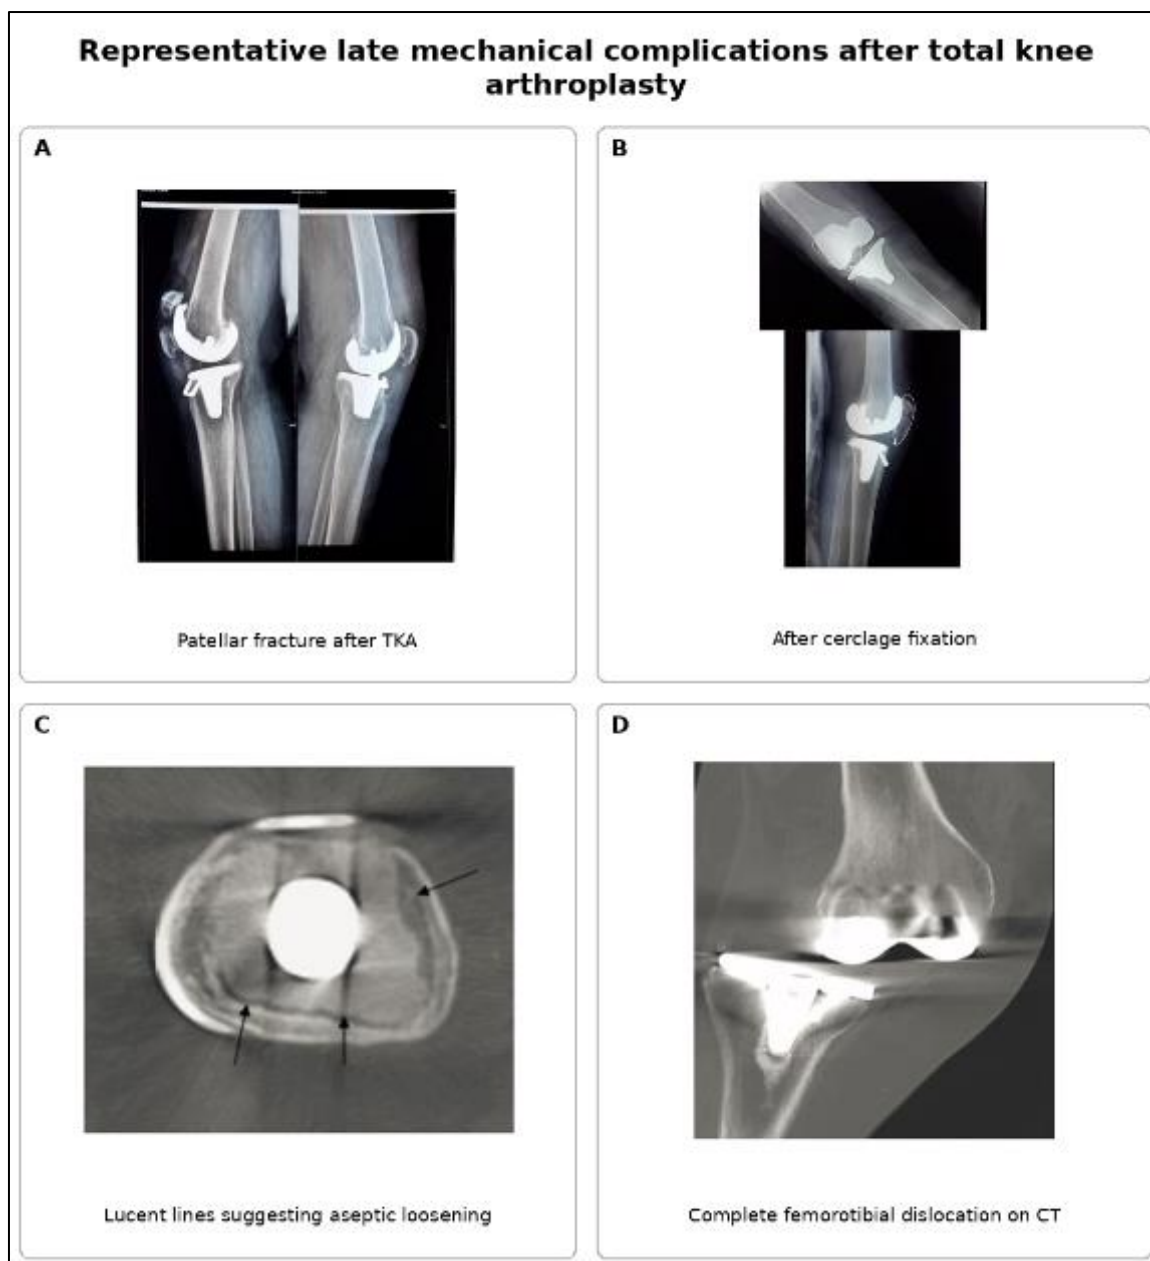 Representative late mechanical complications after total knee
arthroplasty
A
B
Patellar fracture after TKA
After cerclage fixation
C
D
Lucent lines suggesting aseptic loosening
Complete femorotibial dislocation on CT